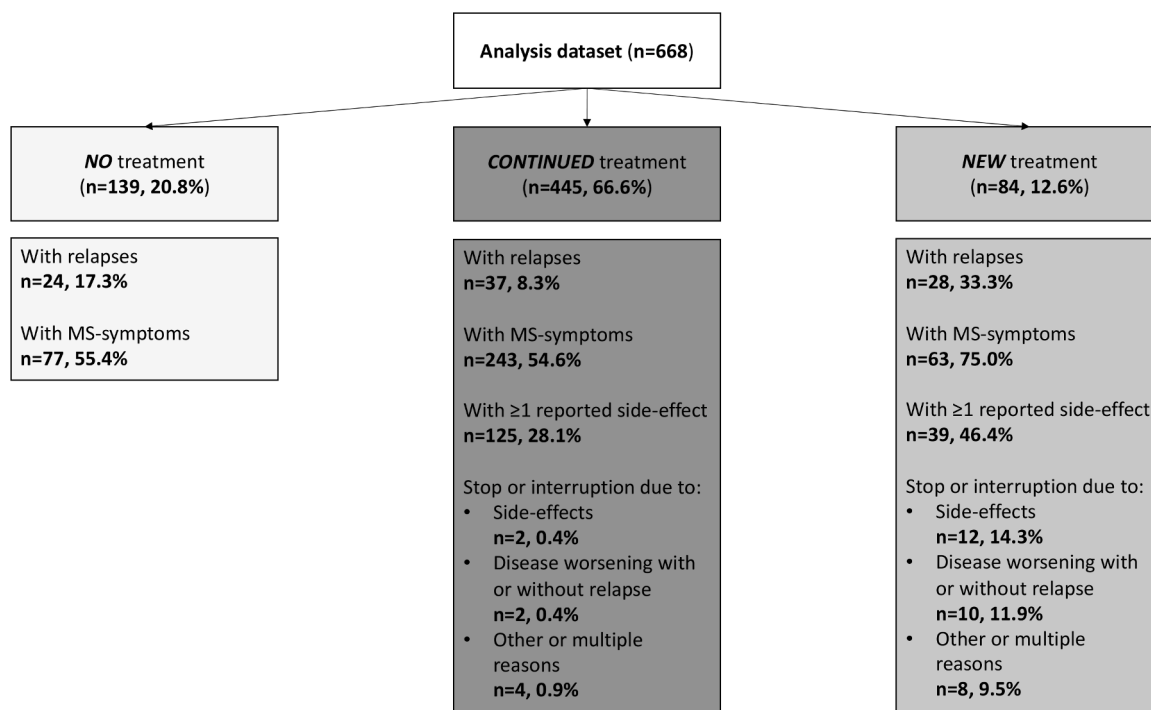 Analysis dataset (n=668)
NO treatment
(n=139, 20.8%)
With relapses
n=24, 17.3%
With MS-symptoms
n=77, 55.4%
CONTINUED treatment
(n=445, 66.6%)
With relapses
n=37, 8.3%
With MS-symptoms
n=243, 54.6%
With ≥1 reported side-effect
n=125, 28.1%
Stop or interruption due to:
• Side-effects
n=2, 0.4%
• Disease worsening with
or without relapse
n=2, 0.4%
• Other or multiple
reasons
n=4, 0.9%
NEW treatment
(n=84, 12.6%)
With relapses
n=28, 33.3%
With MS-symptoms
n=63, 75.0%
With ≥1 reported side-effect
n=39, 46.4%
Stop or interruption due to:
• Side-effects
n=12, 14.3%
• Disease worsening with
or without relapse
n=10, 11.9%
• Other or multiple
reasons
n=8, 9.5%